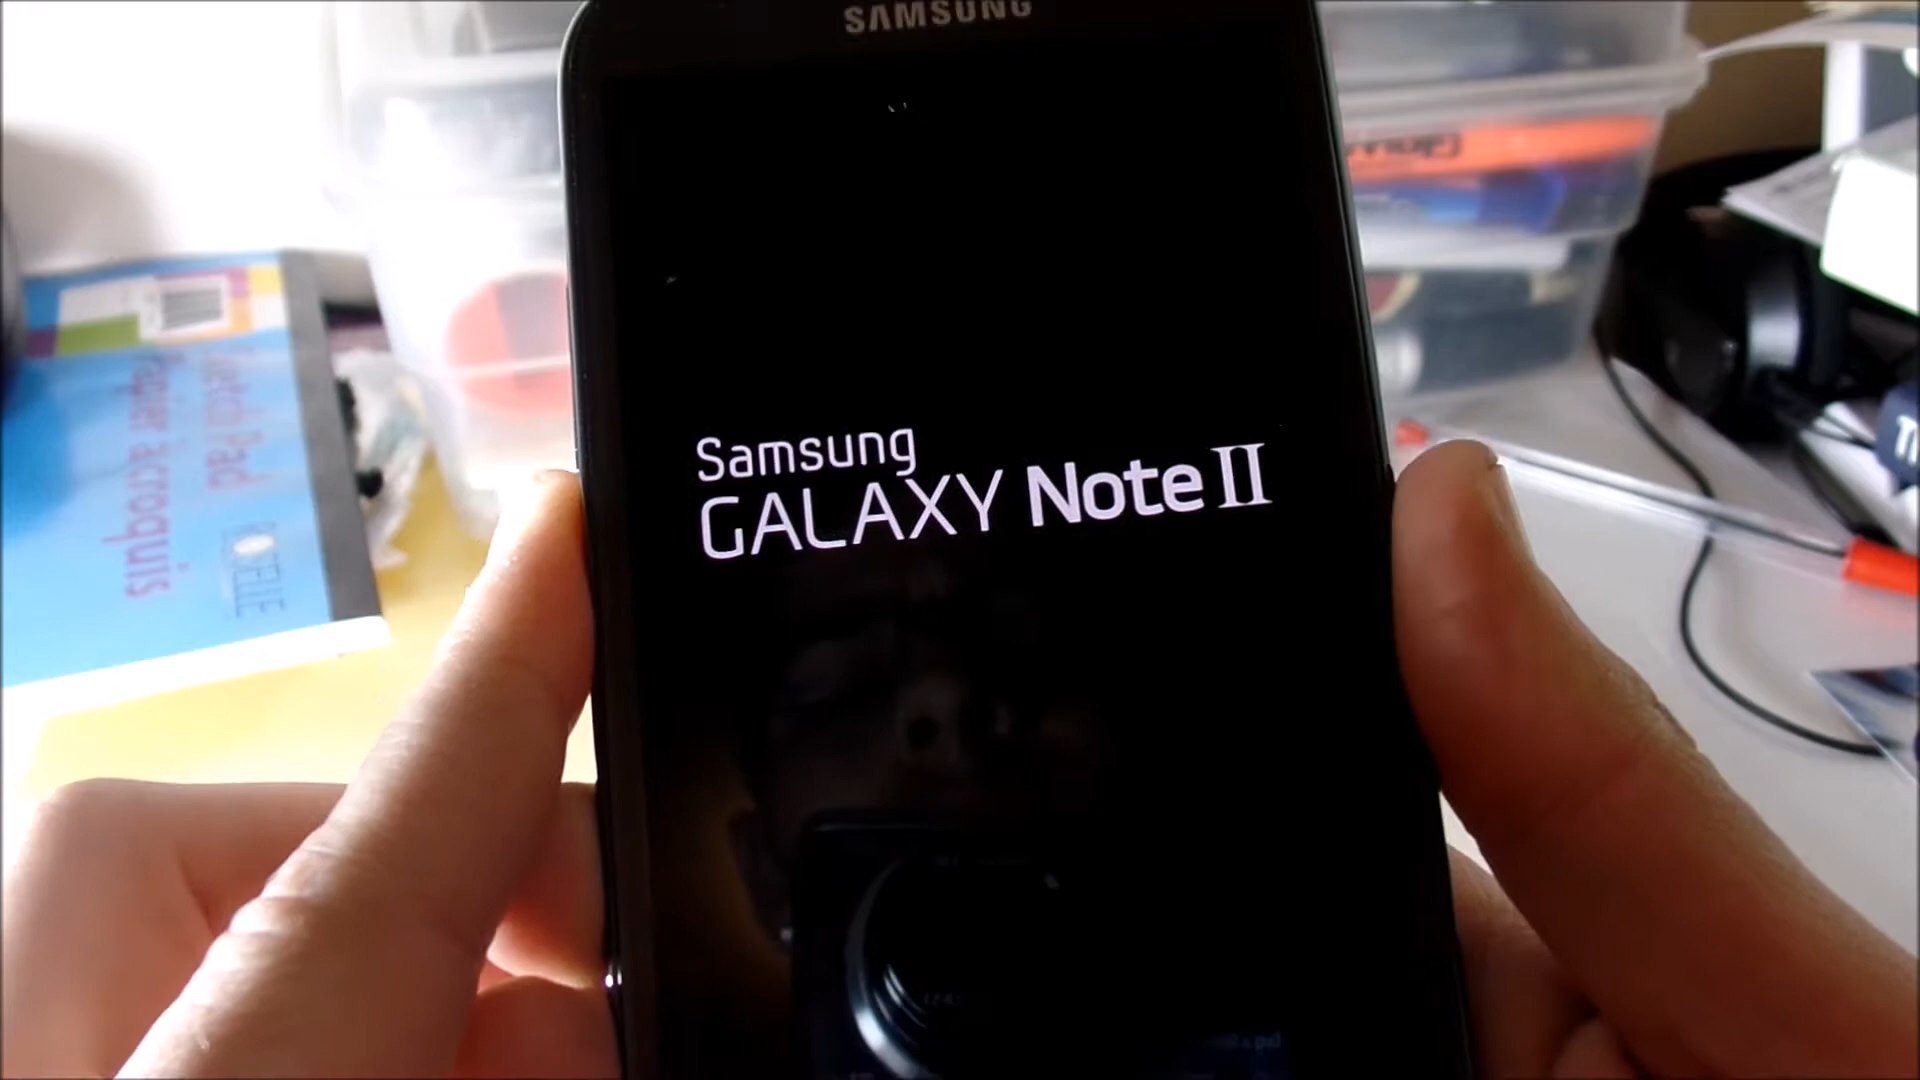 SAMSUNG
Samsung
GALAXY Note II
Sketch Pad
Papier à croquis